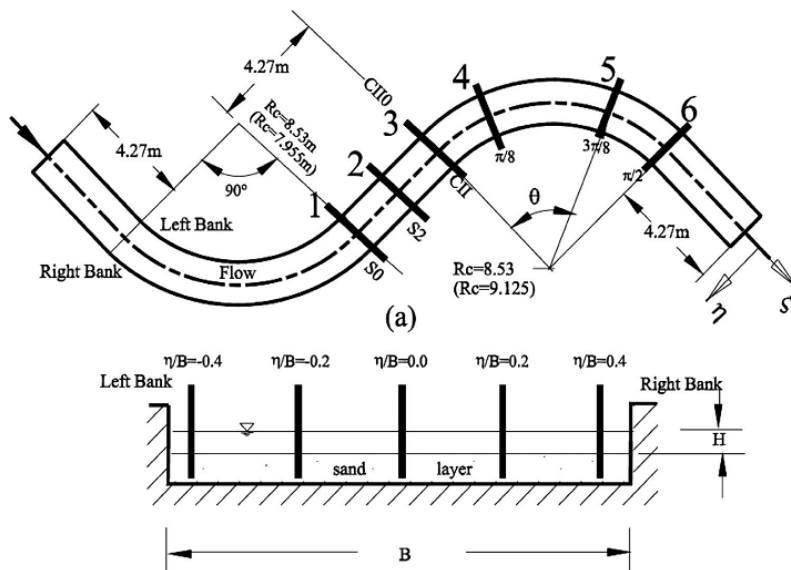 4.27m
CII0
4
5
6
3
Rc=8.53m
(Rc=7.955m)
4.27m
2
π/8
3π/8
π/2
CII
90°
1
θ
Left Bank
S2
Right Bank
Flow
S0
4.27m
Rc=8.53
(Rc=9.125)
η
S
(a)
η/B=-0.4
η/B=-0.2
η/B=0.0
η/B=0.2
η/B=0.4
Left Bank
Right Bank
H
sand
layer
B